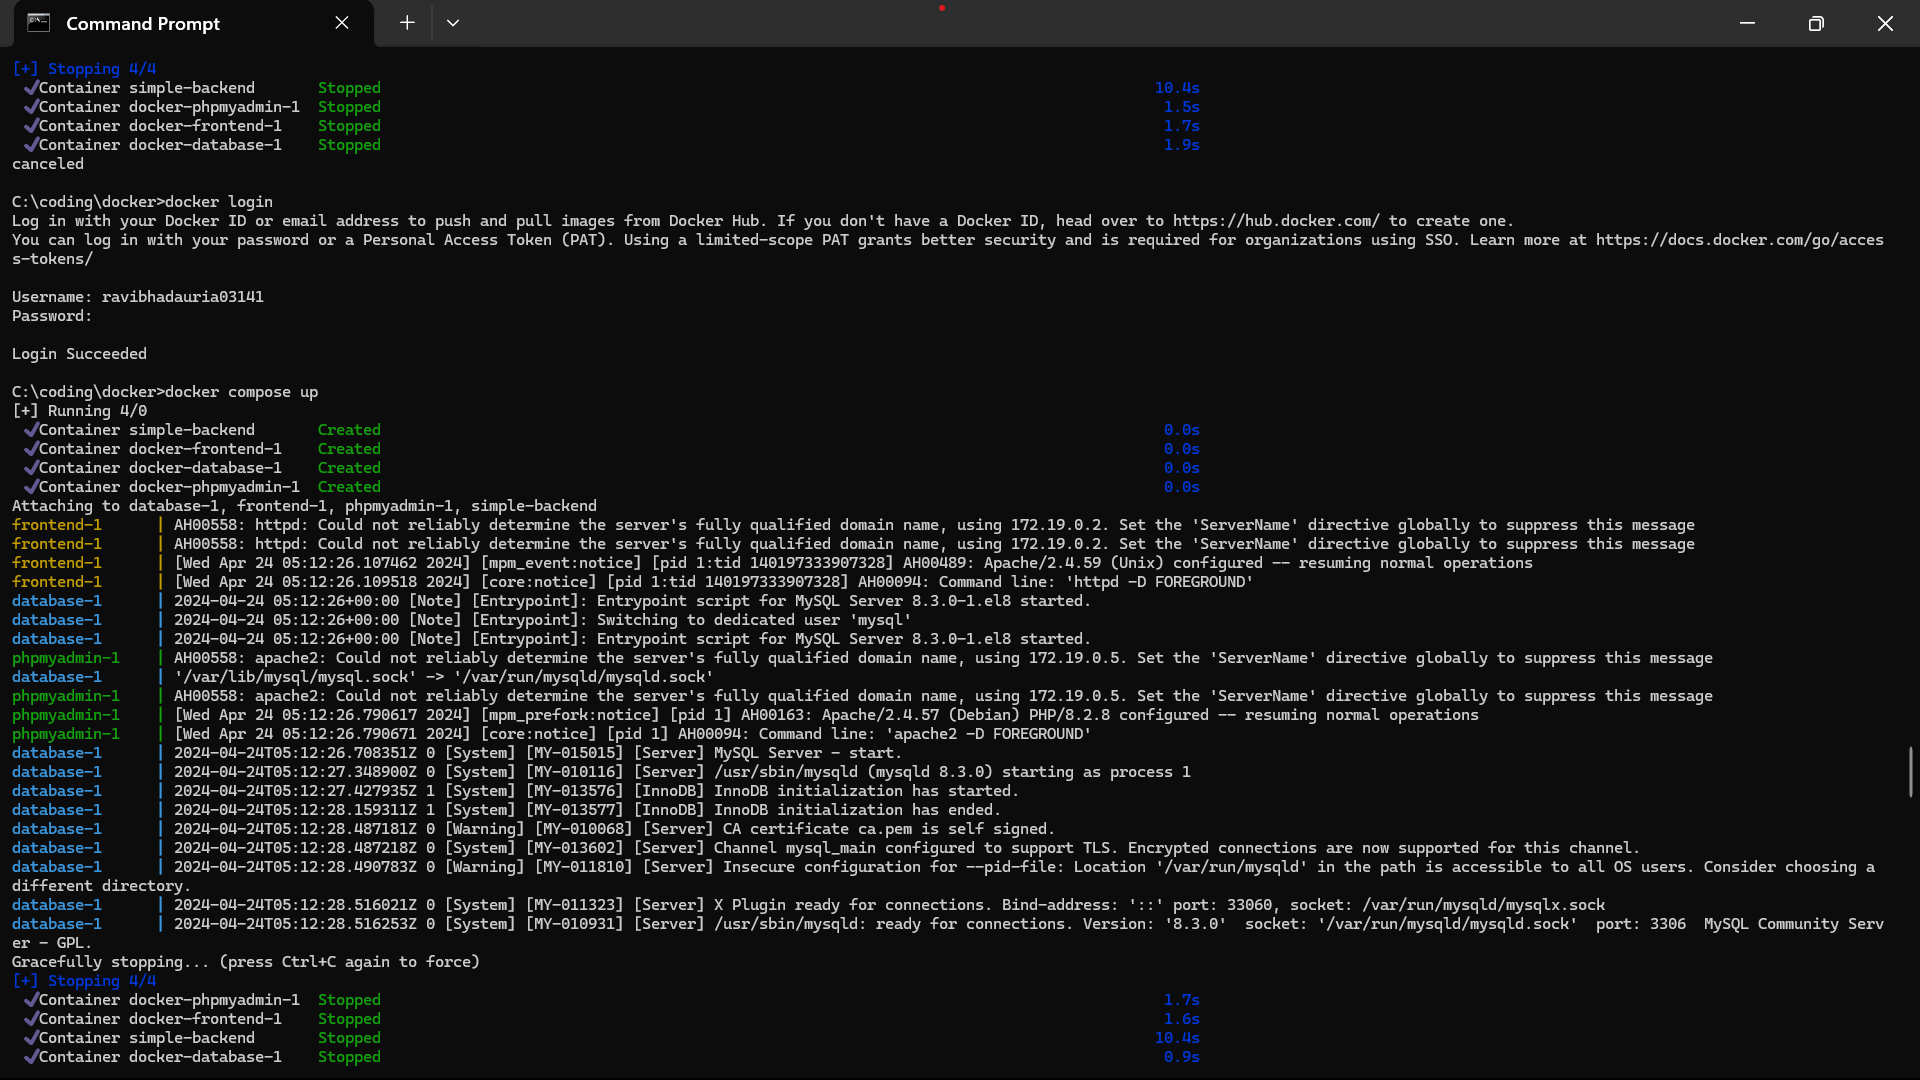 Command Prompt
[+] Stopping 4/4
✔Container simple-backend Stopped 10.4s
✔Container docker-phpmyadmin-1 Stopped 1.5s
✔Container docker-frontend-1 Stopped 1.7s
✔Container docker-database-1 Stopped 1.9s
canceled
C:\coding\docker>docker login
Log in with your Docker ID or email address to push and pull images from Docker Hub. If you don't have a Docker ID, head over to https://hub.docker.com/ to create one.
You can log in with your password or a Personal Access Token (PAT). Using a limited-scope PAT grants better security and is required for organizations using SSO. Learn more at https://docs.docker.com/go/acces
s-tokens/
Username: ravibhadauria03141
Password:
Login Succeeded
C:\coding\docker>docker compose up
[+] Running 4/0
✔Container simple-backend Created 0.0s
✔Container docker-frontend-1 Created 0.0s
✔Container docker-database-1 Created 0.0s
✔Container docker-phpmyadmin-1 Created 0.0s
Attaching to database-1, frontend-1, phpmyadmin-1, simple-backend
frontend-1 | AH00558: httpd: Could not reliably determine the server's fully qualified domain name, using 172.19.0.2. Set the 'ServerName' directive globally to suppress this message
frontend-1 | AH00558: httpd: Could not reliably determine the server's fully qualified domain name, using 172.19.0.2. Set the 'ServerName' directive globally to suppress this message
frontend-1 | [Wed Apr 24 05:12:26.107462 2024] [mpm_event:notice] [pid 1:tid 140197333907328] AH00489: Apache/2.4.59 (Unix) configured -- resuming normal operations
frontend-1 | [Wed Apr 24 05:12:26.109518 2024] [core:notice] [pid 1:tid 140197333907328] AH00094: Command line: 'httpd -D FOREGROUND'
database-1 | 2024-04-24 05:12:26+00:00 [Note] [Entrypoint]: Entrypoint script for MySQL Server 8.3.0-1.el8 started.
database-1 | 2024-04-24 05:12:26+00:00 [Note] [Entrypoint]: Switching to dedicated user 'mysql'
database-1 | 2024-04-24 05:12:26+00:00 [Note] [Entrypoint]: Entrypoint script for MySQL Server 8.3.0-1.el8 started.
phpmyadmin-1 | AH00558: apache2: Could not reliably determine the server's fully qualified domain name, using 172.19.0.5. Set the 'ServerName' directive globally to suppress this message
database-1 | '/var/lib/mysql/mysql.sock' -> '/var/run/mysqld/mysqld.sock'
phpmyadmin-1 | AH00558: apache2: Could not reliably determine the server's fully qualified domain name, using 172.19.0.5. Set the 'ServerName' directive globally to suppress this message
phpmyadmin-1 | [Wed Apr 24 05:12:26.790617 2024] [mpm_prefork:notice] [pid 1] AH00163: Apache/2.4.57 (Debian) PHP/8.2.8 configured -- resuming normal operations
phpmyadmin-1 | [Wed Apr 24 05:12:26.790671 2024] [core:notice] [pid 1] AH00094: Command line: 'apache2 -D FOREGROUND'
database-1 | 2024-04-24T05:12:26.708351Z 0 [System] [MY-015015] [Server] MySQL Server - start.
database-1 | 2024-04-24T05:12:27.348900Z 0 [System] [MY-010116] [Server] /usr/sbin/mysqld (mysqld 8.3.0) starting as process 1
database-1 | 2024-04-24T05:12:27.427935Z 1 [System] [MY-013576] [InnoDB] InnoDB initialization has started.
database-1 | 2024-04-24T05:12:28.159311Z 1 [System] [MY-013577] [InnoDB] InnoDB initialization has ended.
database-1 | 2024-04-24T05:12:28.487181Z 0 [Warning] [MY-010068] [Server] CA certificate ca.pem is self signed.
database-1 | 2024-04-24T05:12:28.487218Z 0 [System] [MY-013602] [Server] Channel mysql_main configured to support TLS. Encrypted connections are now supported for this channel.
database-1 | 2024-04-24T05:12:28.490783Z 0 [Warning] [MY-011810] [Server] Insecure configuration for --pid-file: Location '/var/run/mysqld' in the path is accessible to all OS users. Consider choosing a
different directory.
database-1 | 2024-04-24T05:12:28.516021Z 0 [System] [MY-011323] [Server] X Plugin ready for connections. Bind-address: '::' port: 33060, socket: /var/run/mysqld/mysqlx.sock
database-1 | 2024-04-24T05:12:28.516253Z 0 [System] [MY-010931] [Server] /usr/sbin/mysqld: ready for connections. Version: '8.3.0' socket: '/var/run/mysqld/mysqld.sock' port: 3306 MySQL Community Serv
er - GPL.
Gracefully stopping... (press Ctrl+C again to force)
[+] Stopping 4/4
✔Container docker-phpmyadmin-1 Stopped 1.7s
✔Container docker-frontend-1 Stopped 1.6s
✔Container simple-backend Stopped 10.4s
✔Container docker-database-1 Stopped 0.9s